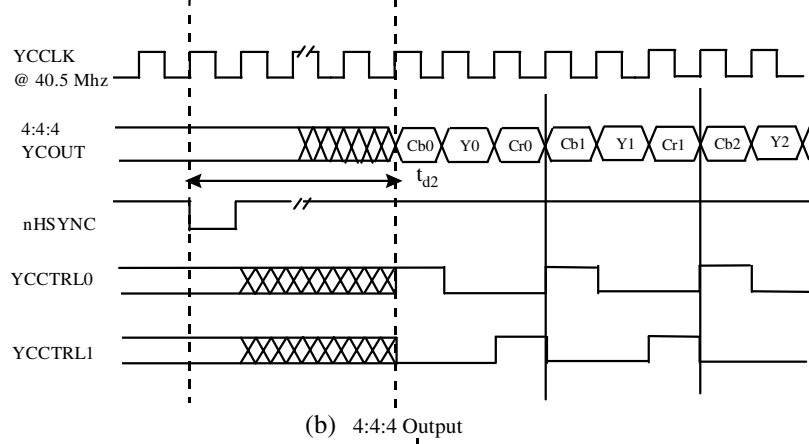 YCCLK
@ 40.5 Mhz
4:4:4
YCOUT
Cb0 Y0 Cr0 Cb1 Y1 Cr1 Cb2 Y2
td2
nHSYNC
YCCTRL0
YCCTRL1
(b) 4:4:4 Output